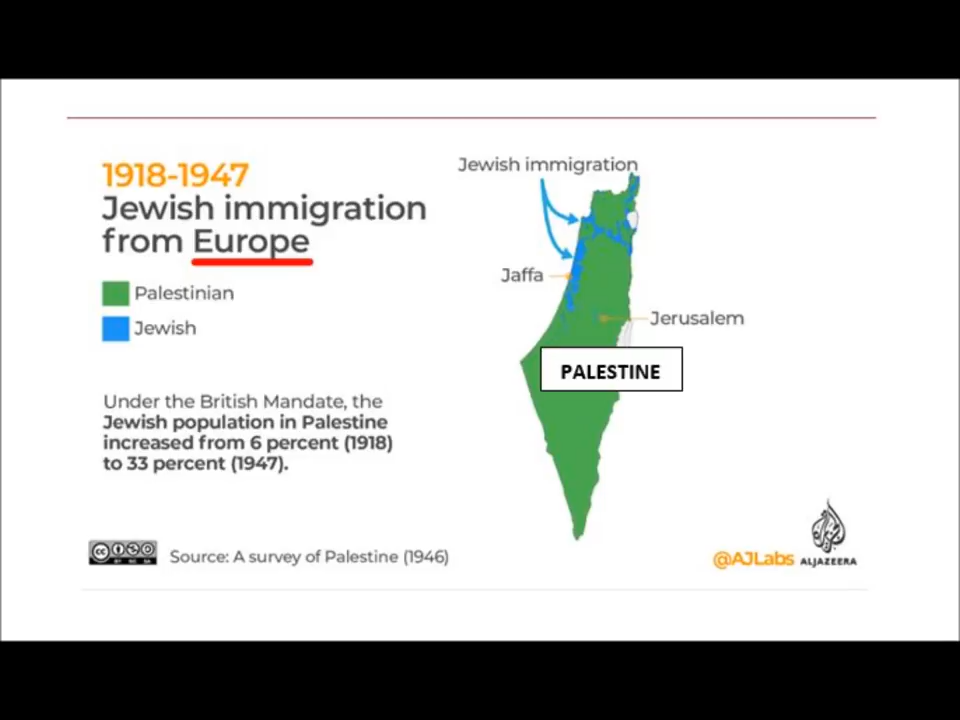 1918-1947
Jewish immigration
from Europe
Palestinian
Jewish
Under the British Mandate, the
Jewish population in Palestine
increased from 6 percent (1918)
to 33 percent (1947).
Jewish immigration
Jaffa
Jerusalem
PALESTINE
Source: A survey of Palestine (1946)
@AJLabs
ALJAZEERA